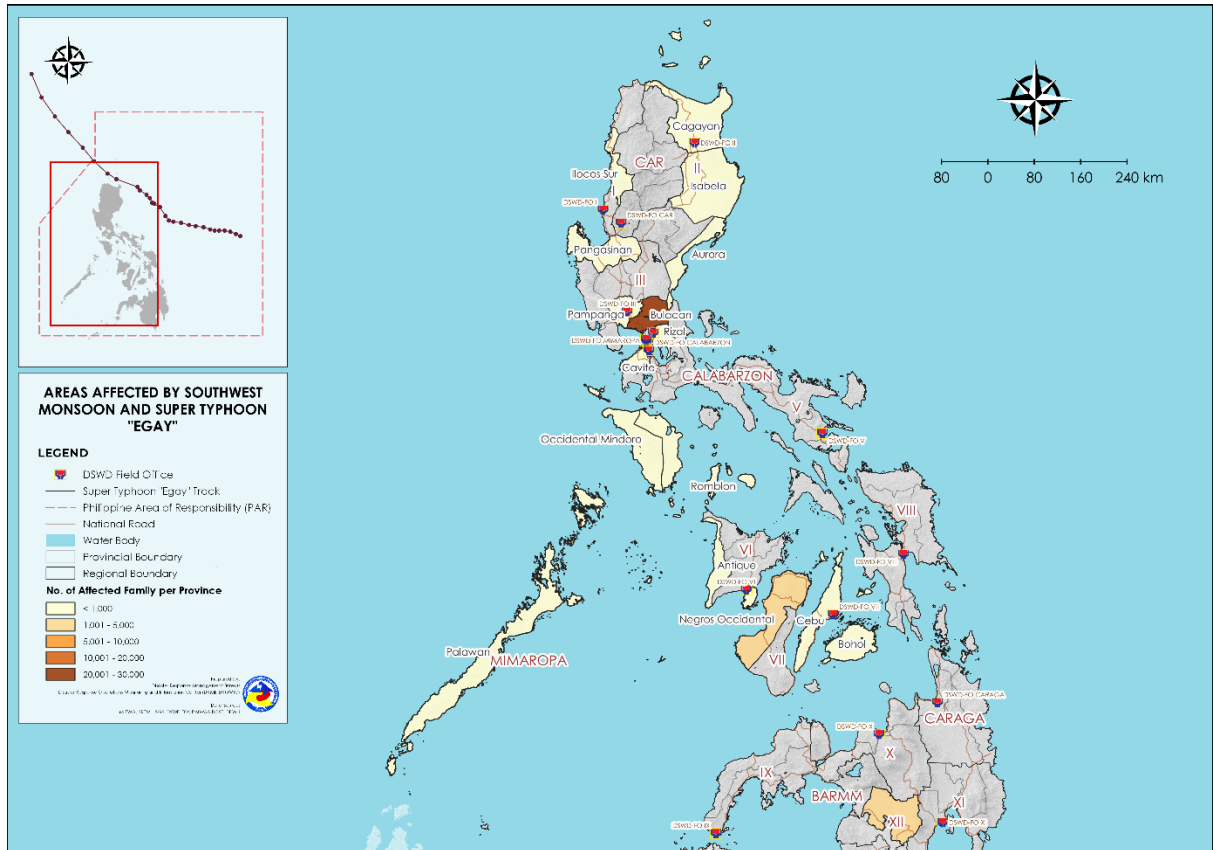 AREAS AFFECTED BY SOUTHWEST
MONSOON AND SUPER TYPHOON
"EGAY"
LEGEND
DSWD Field Office
Super Typhoon "Egay" Track
Philippine Area of Responsibility (PAR)
National Road
Water Body
Provincial Boundary
Regional Boundary
No. of Affected Family per Province
< 1,000
1,001 - 5,000
5,001 - 10,000
10,001 - 20,000
20,001 - 30,000
80 0 80 160 240 km
Cagayan
DSWD-FO II
CAR
II
Ilocos Sur
I
Isabela
DSWD-FO I
DSWD-FO CAR
Pangasinan
Aurora
III
DSWD-FO III
Pampanga
Bulacan
Rizal
DSWD-FO MIMAROPA
DSWD-FO CALABARZON
Cavite
CALABARZON
V
DSWD-FO V
Occidental Mindoro
Romblon
VIII
VI
Antique
DSWD-FO VI
DSWD-FO VIII
Negros Occidental
Cebu
DSWD-FO VII
Bohol
VII
Palawan
MIMAROPA
DSWD-FO CARAGA
CARAGA
DSWD-FO X
X
IX
BARMM
XI
XII
DSWD-FO XI
DSWD-FO IX